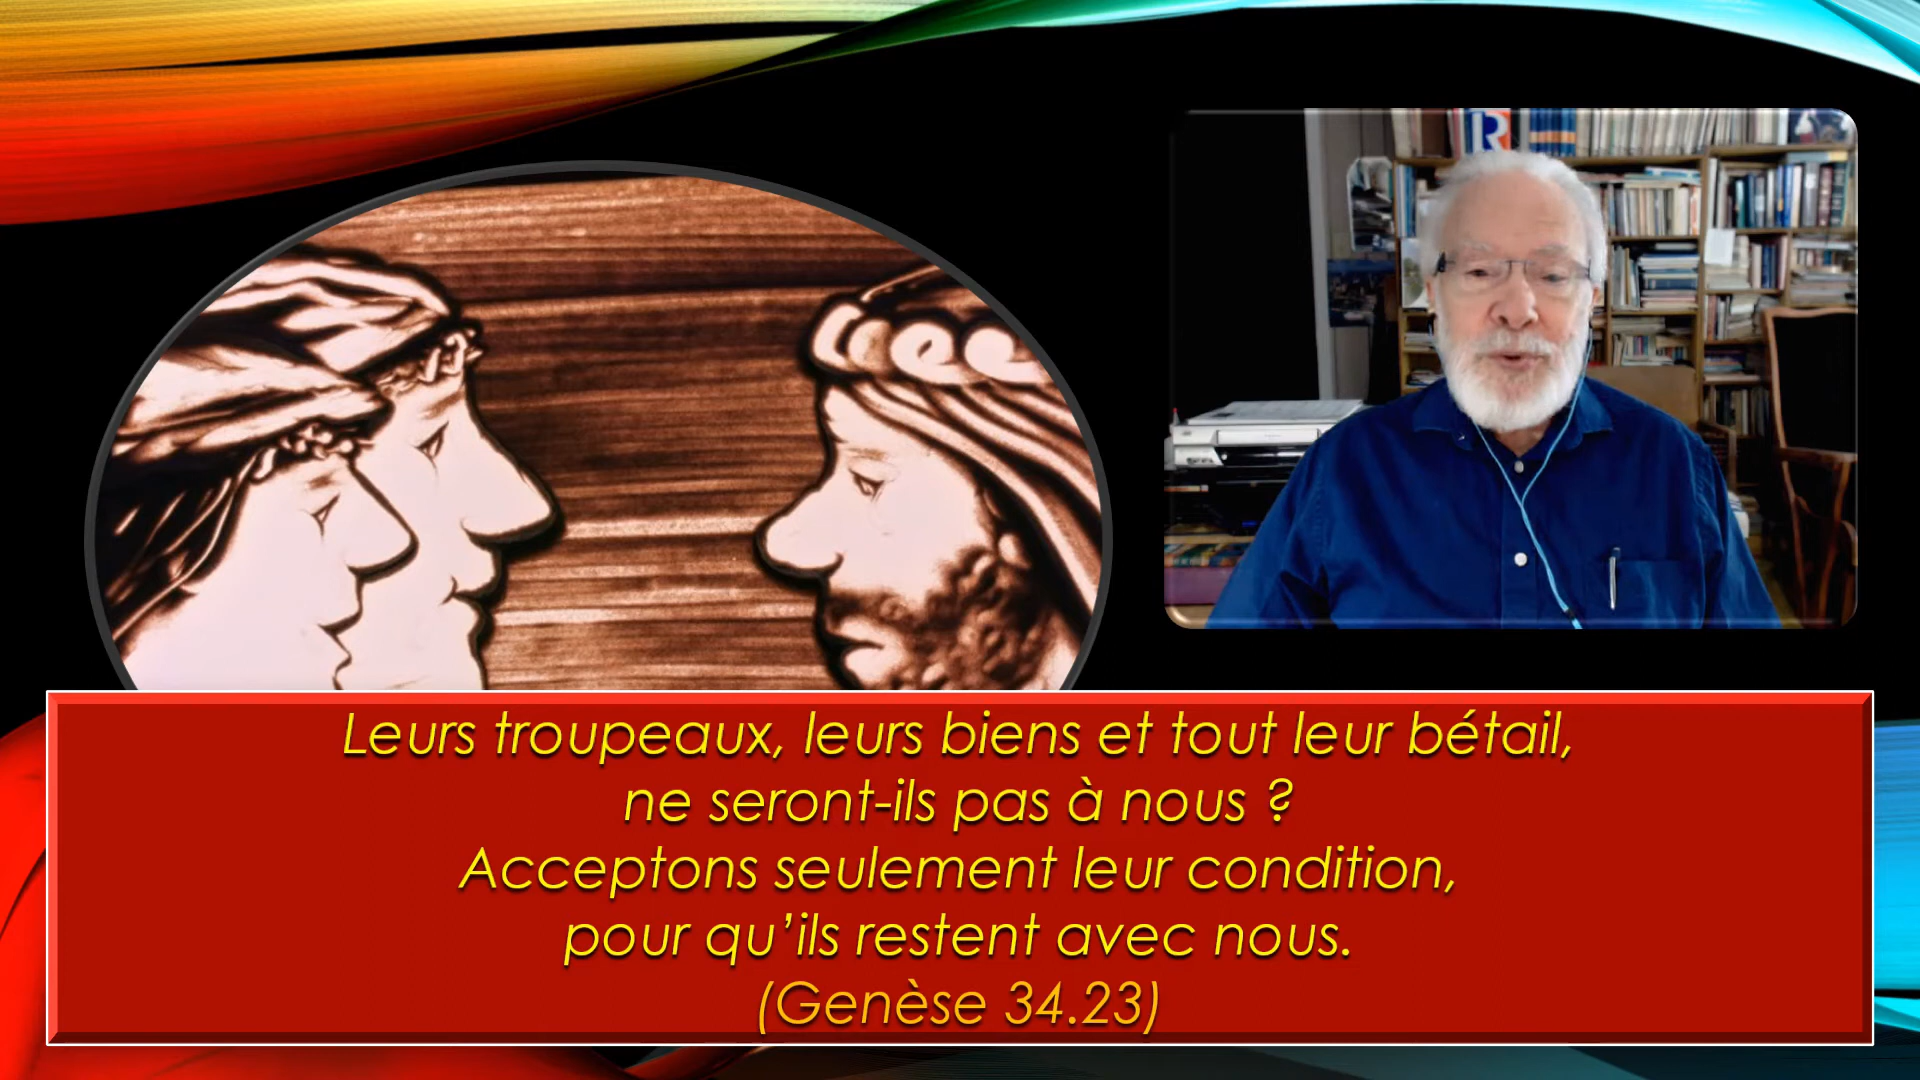 R
Leurs troupeaux, leurs biens et tout leur bétail,
ne seront-ils pas à nous ?
Acceptons seulement leur condition,
pour qu’ils restent avec nous.
(Genèse 34.23)